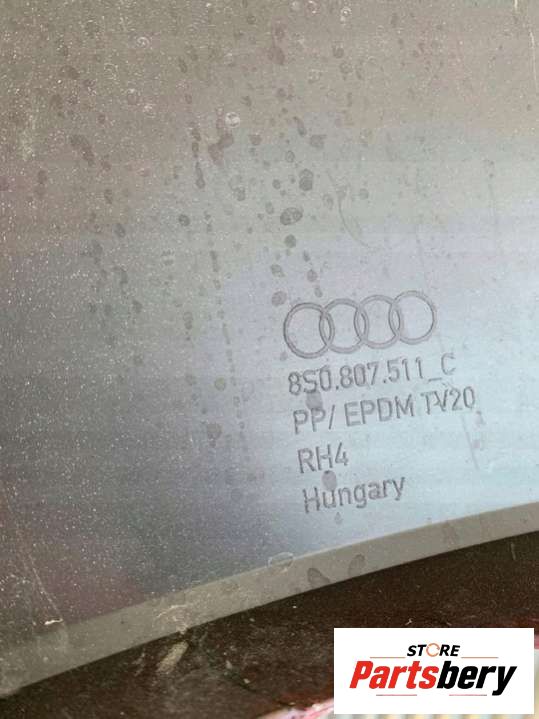 8S0.807.511_C
PP/ EPDM TV20
RH4
Hungary
STORE
Partsbery